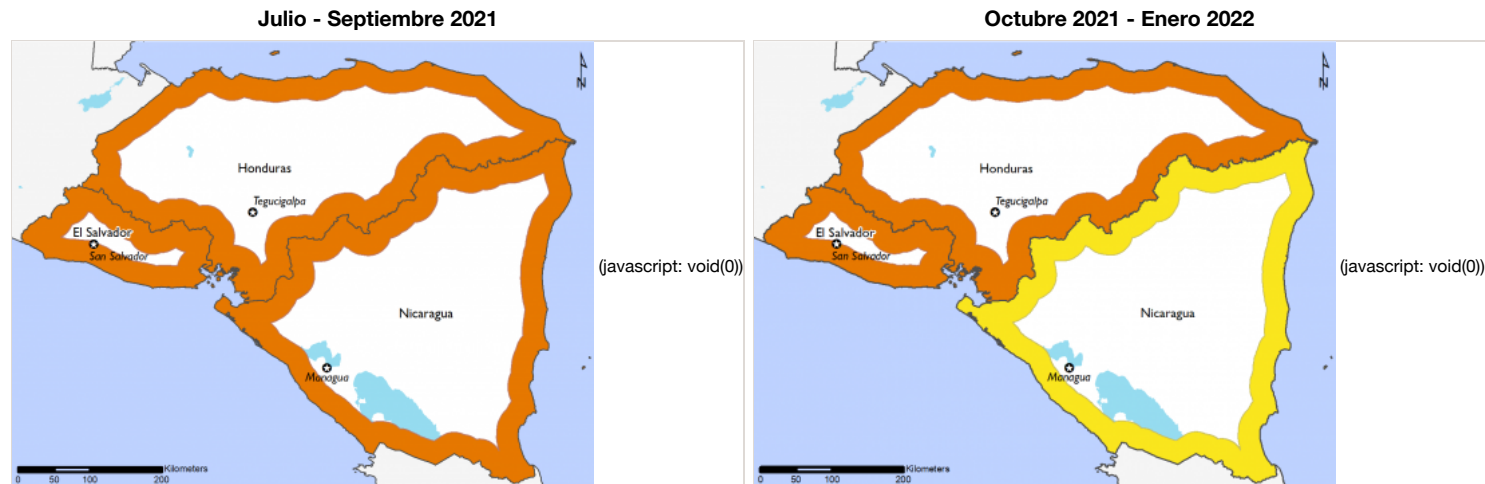 Julio - Septiembre 2021
N
Honduras
Tegucigalpa
El Salvador
San Salvador
Nicaragua
Managua
Kilometers
0 50 100 200
(javascript: void(0))
Octubre 2021 - Enero 2022
N
Honduras
Tegucigalpa
El Salvador
San Salvador
Nicaragua
Managua
Kilometers
0 50 100 200
(javascript: void(0))